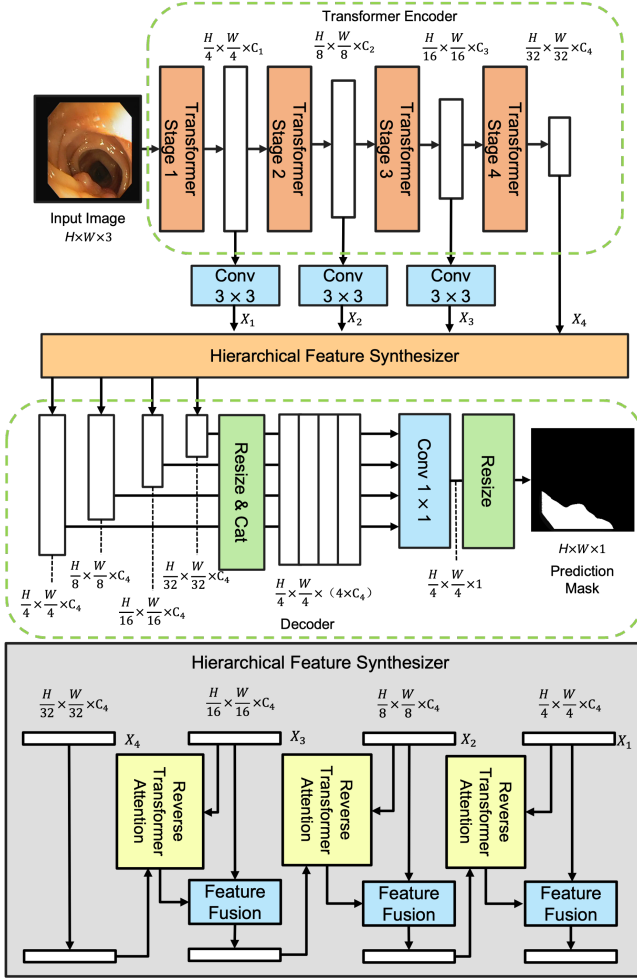 Transformer Encoder
H/4 × W/4 ×C₁
H/8 × W/8 ×C₂
H/16 × W/16 ×C₃
H/32 × W/32 ×C₄
Transformer
Stage 1
Transformer
Stage 2
Transformer
Stage 3
Transformer
Stage 4
Input Image
H×W×3
Conv
3 × 3
Conv
3 × 3
Conv
3 × 3
X₁
X₂
X₃
X₄
Hierarchical Feature Synthesizer
Resize & Cat
Conv 1 × 1
Resize
H/4 × W/4 ×C₄
H/8 × W/8 ×C₄
H/16 × W/16 ×C₄
H/32 × W/32 ×C₄
H/4 × W/4 × (4×C₄)
H/4 × W/4 ×1
H×W×1
Prediction
Mask
Decoder
Hierarchical Feature Synthesizer
H/32 × W/32 ×C₄
H/16 × W/16 ×C₄
H/8 × W/8 ×C₄
H/4 × W/4 ×C₄
X₄
X₃
X₂
X₁
Reverse
Transformer
Attention
Reverse
Transformer
Attention
Reverse
Transformer
Attention
Feature
Fusion
Feature
Fusion
Feature
Fusion